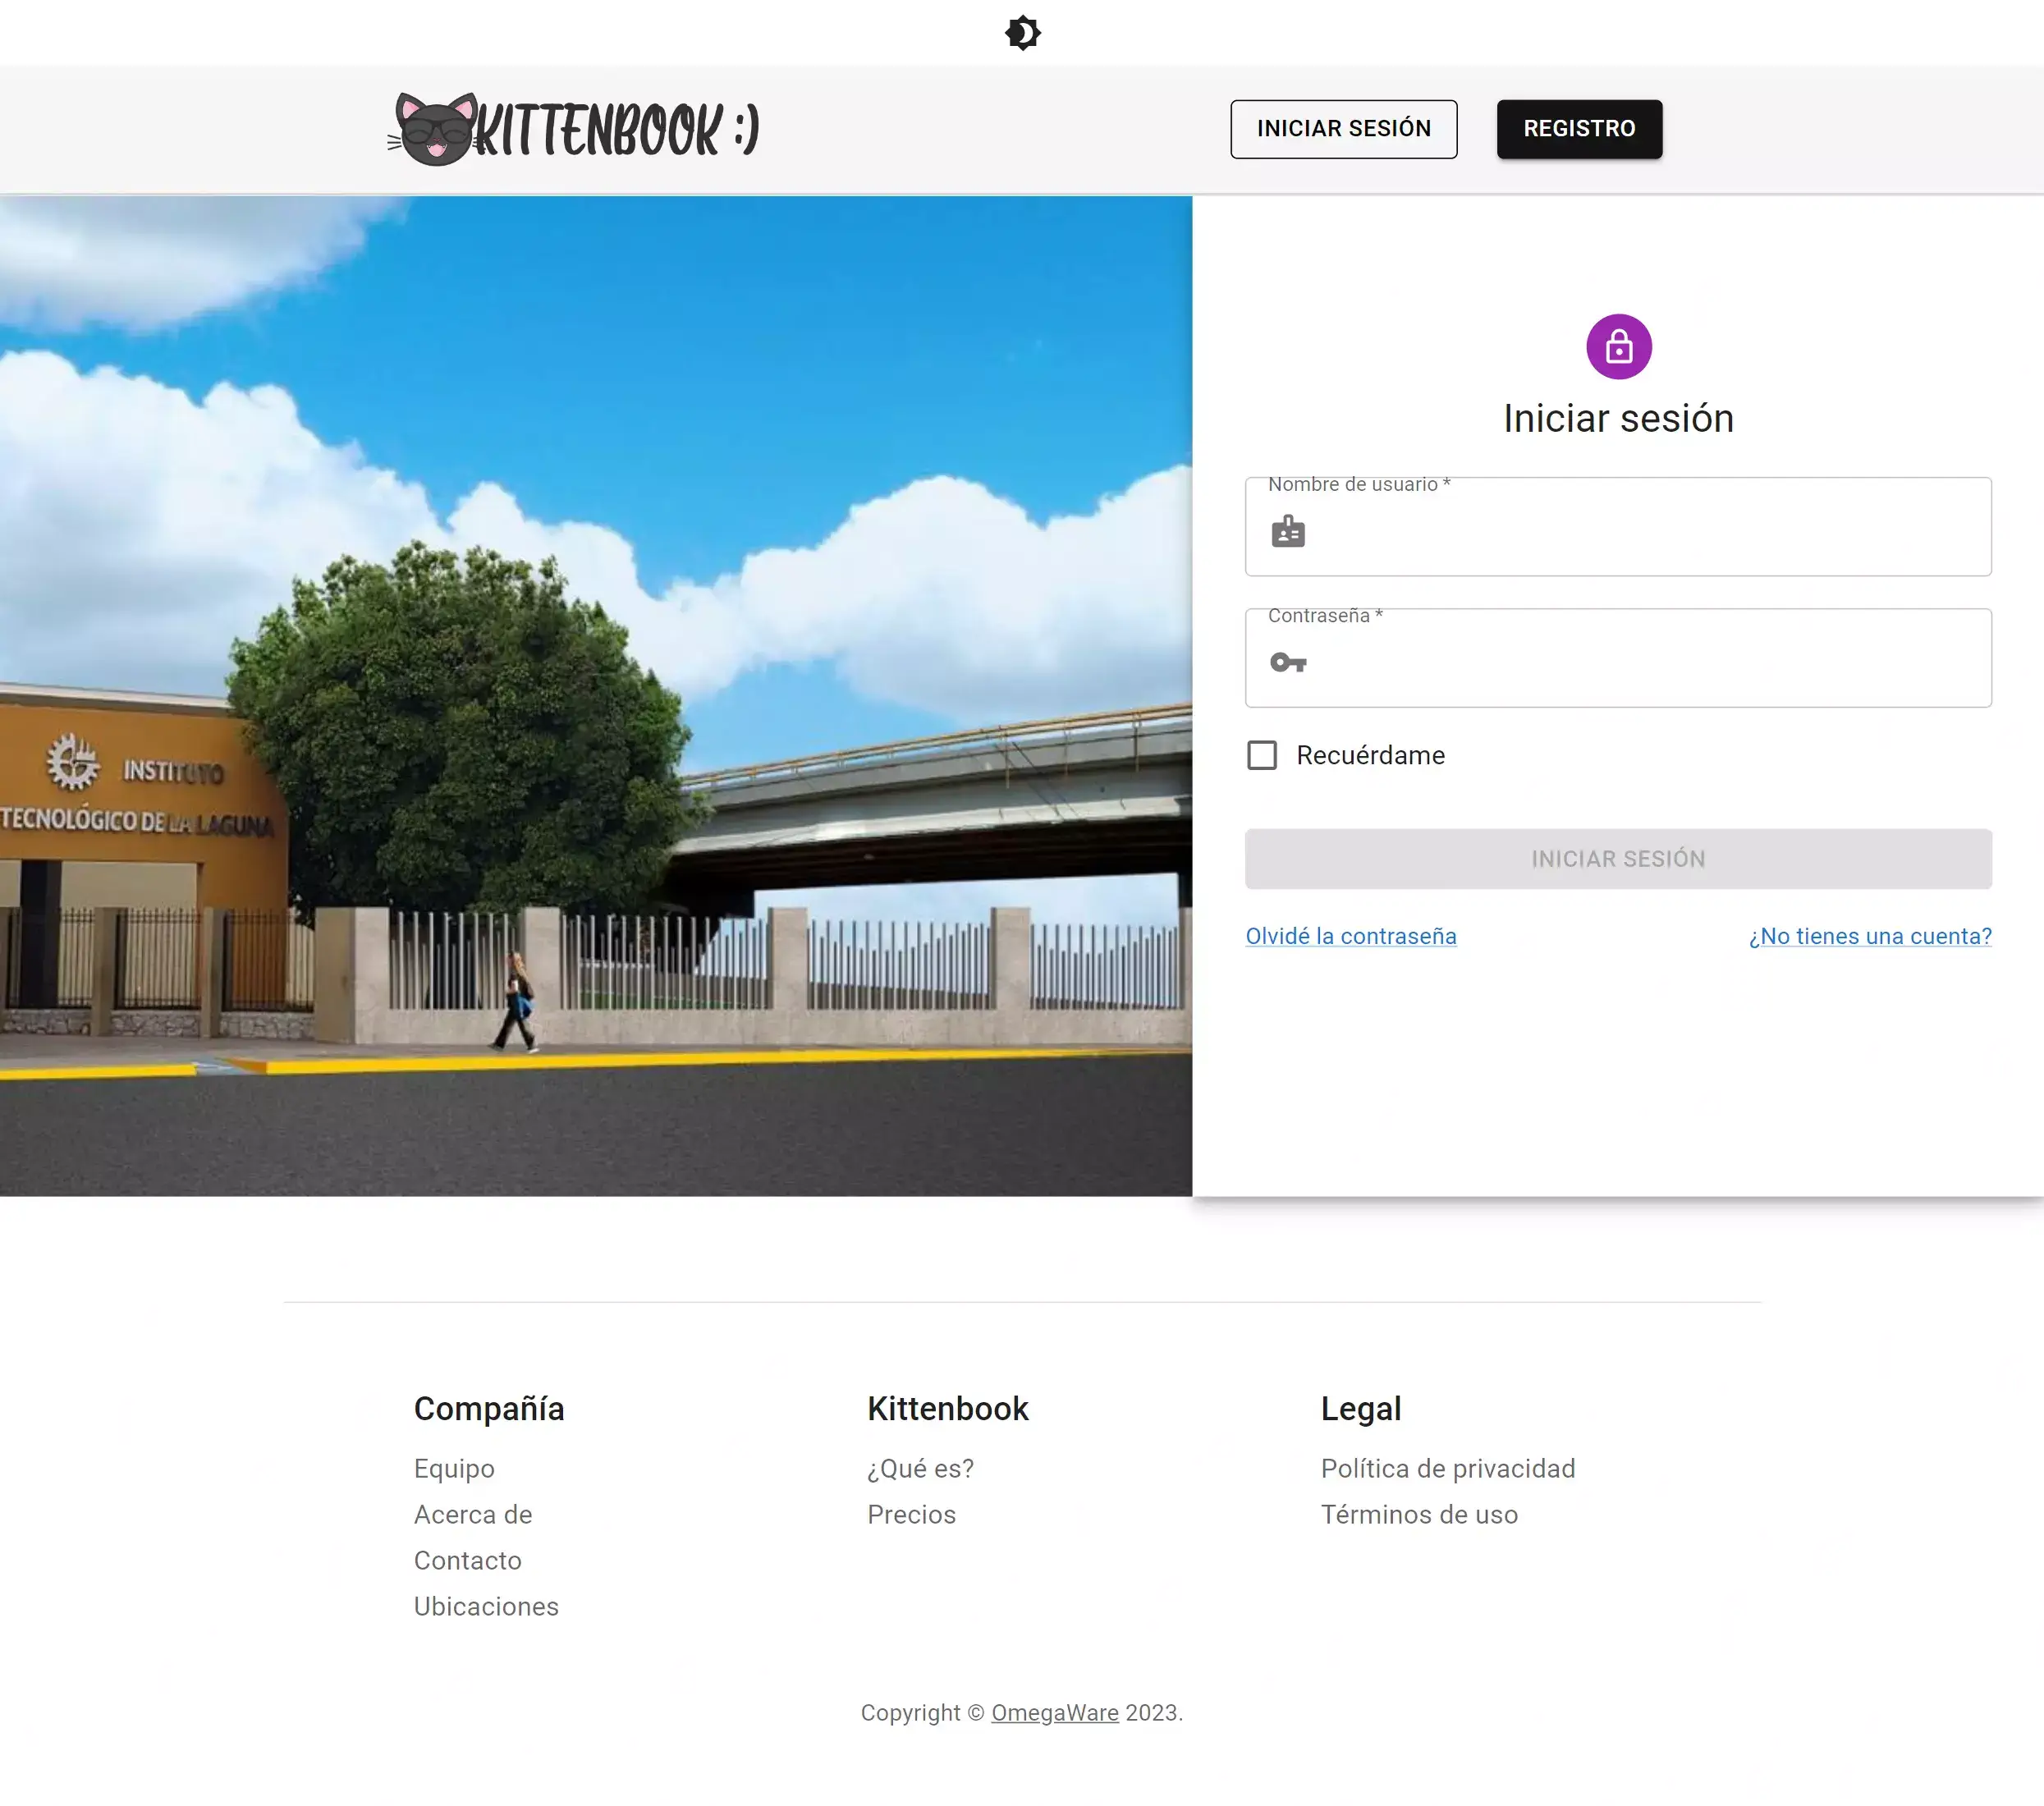 KITTENBOOK :)
INICIAR SESIÓN
REGISTRO
INSTITUTO
TECNOLÓGICO DE LA LAGUNA
Iniciar sesión
Nombre de usuario *
Contraseña *
Recuérdame
INICIAR SESIÓN
Olvidé la contraseña
¿No tienes una cuenta?
Compañía
Equipo
Acerca de
Contacto
Ubicaciones
Kittenbook
¿Qué es?
Precios
Legal
Política de privacidad
Términos de uso
Copyright © OmegaWare 2023.